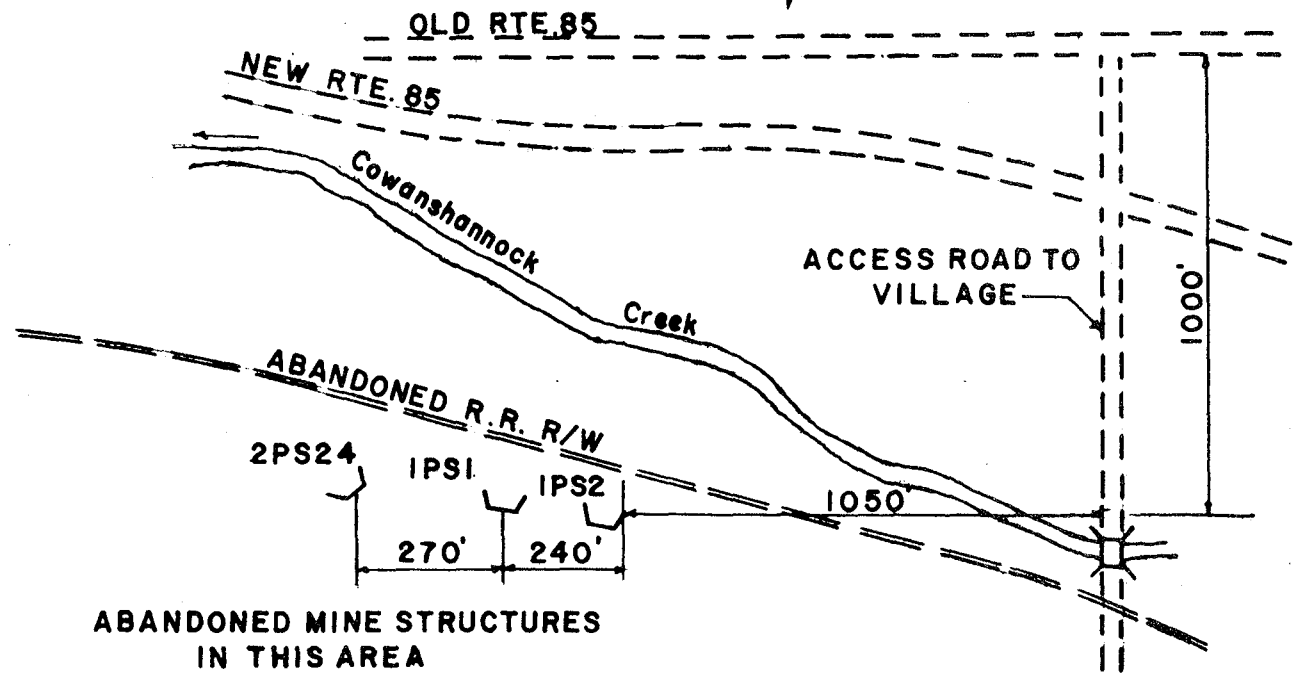 OLD RTE.85
NEW RTE. 85
Cowanshannock
Creek
ACCESS ROAD TO
VILLAGE
1000'
ABANDONED R.R. R/W
2PS24
1PS1
1PS2
1050'
270'
240'
ABANDONED MINE STRUCTURES
IN THIS AREA